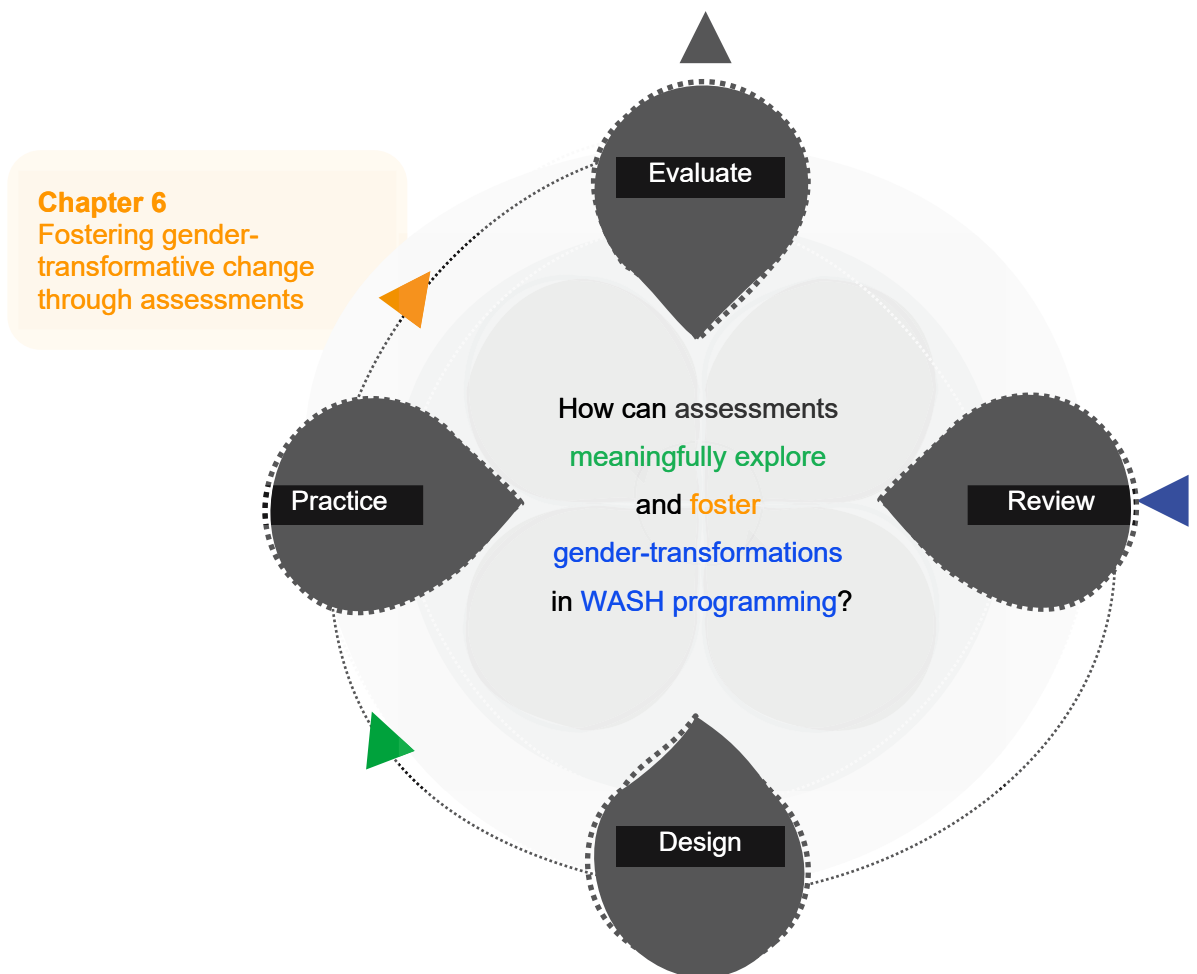 Evaluate
Chapter 6
Fostering gender-
transformative change
through assessments
How can assessments
meaningfully explore
and foster
gender-transformations
in WASH programming?
Practice
Review
Design